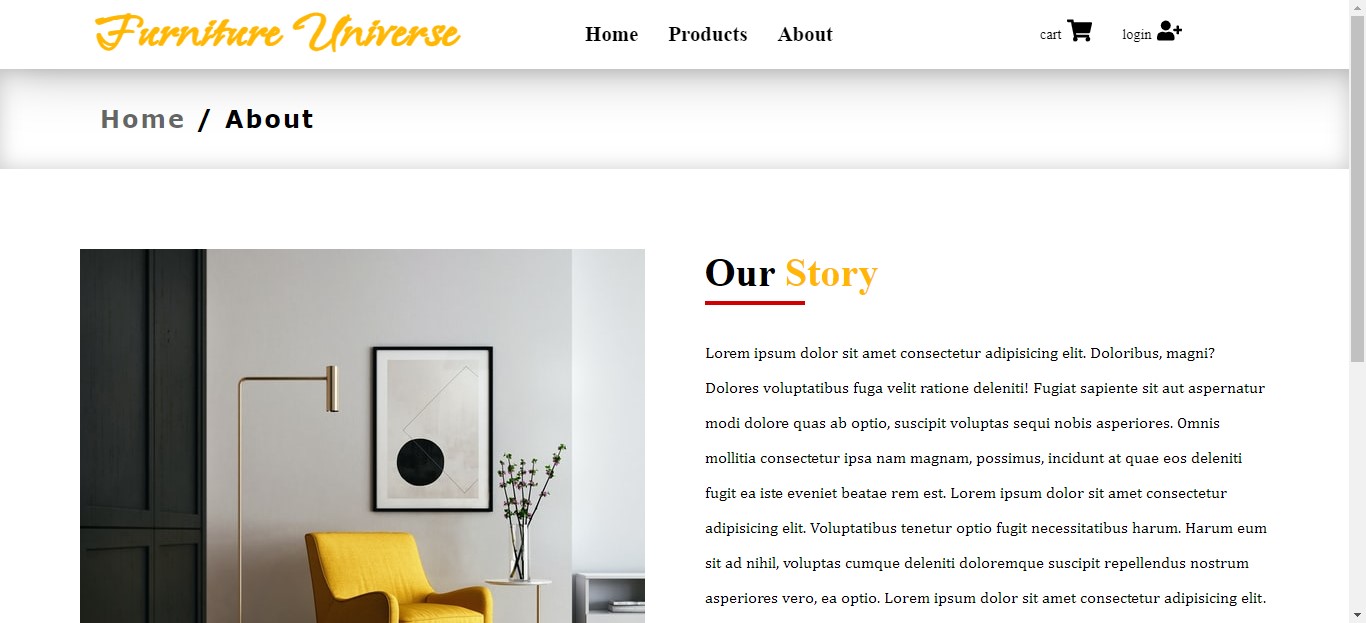 Furniture Universe
Home Products About
cart login
Home / About
Our Story
Lorem ipsum dolor sit amet consectetur adipisicing elit. Doloribus, magni?
Dolores voluptatibus fuga velit ratione deleniti! Fugiat sapiente sit aut aspernatur
modi dolore quas ab optio, suscipit voluptas sequi nobis asperiores. Omnis
mollitia consectetur ipsa nam magnam, possimus, incidunt at quae eos deleniti
fugit ea iste eveniet beatae rem est. Lorem ipsum dolor sit amet consectetur
adipisicing elit. Voluptatibus tenetur optio fugit necessitatibus harum. Harum eum
sit ad nihil, voluptas cumque deleniti doloremque suscipit repellendus nostrum
asperiores vero, ea optio. Lorem ipsum dolor sit amet consectetur adipisicing elit.